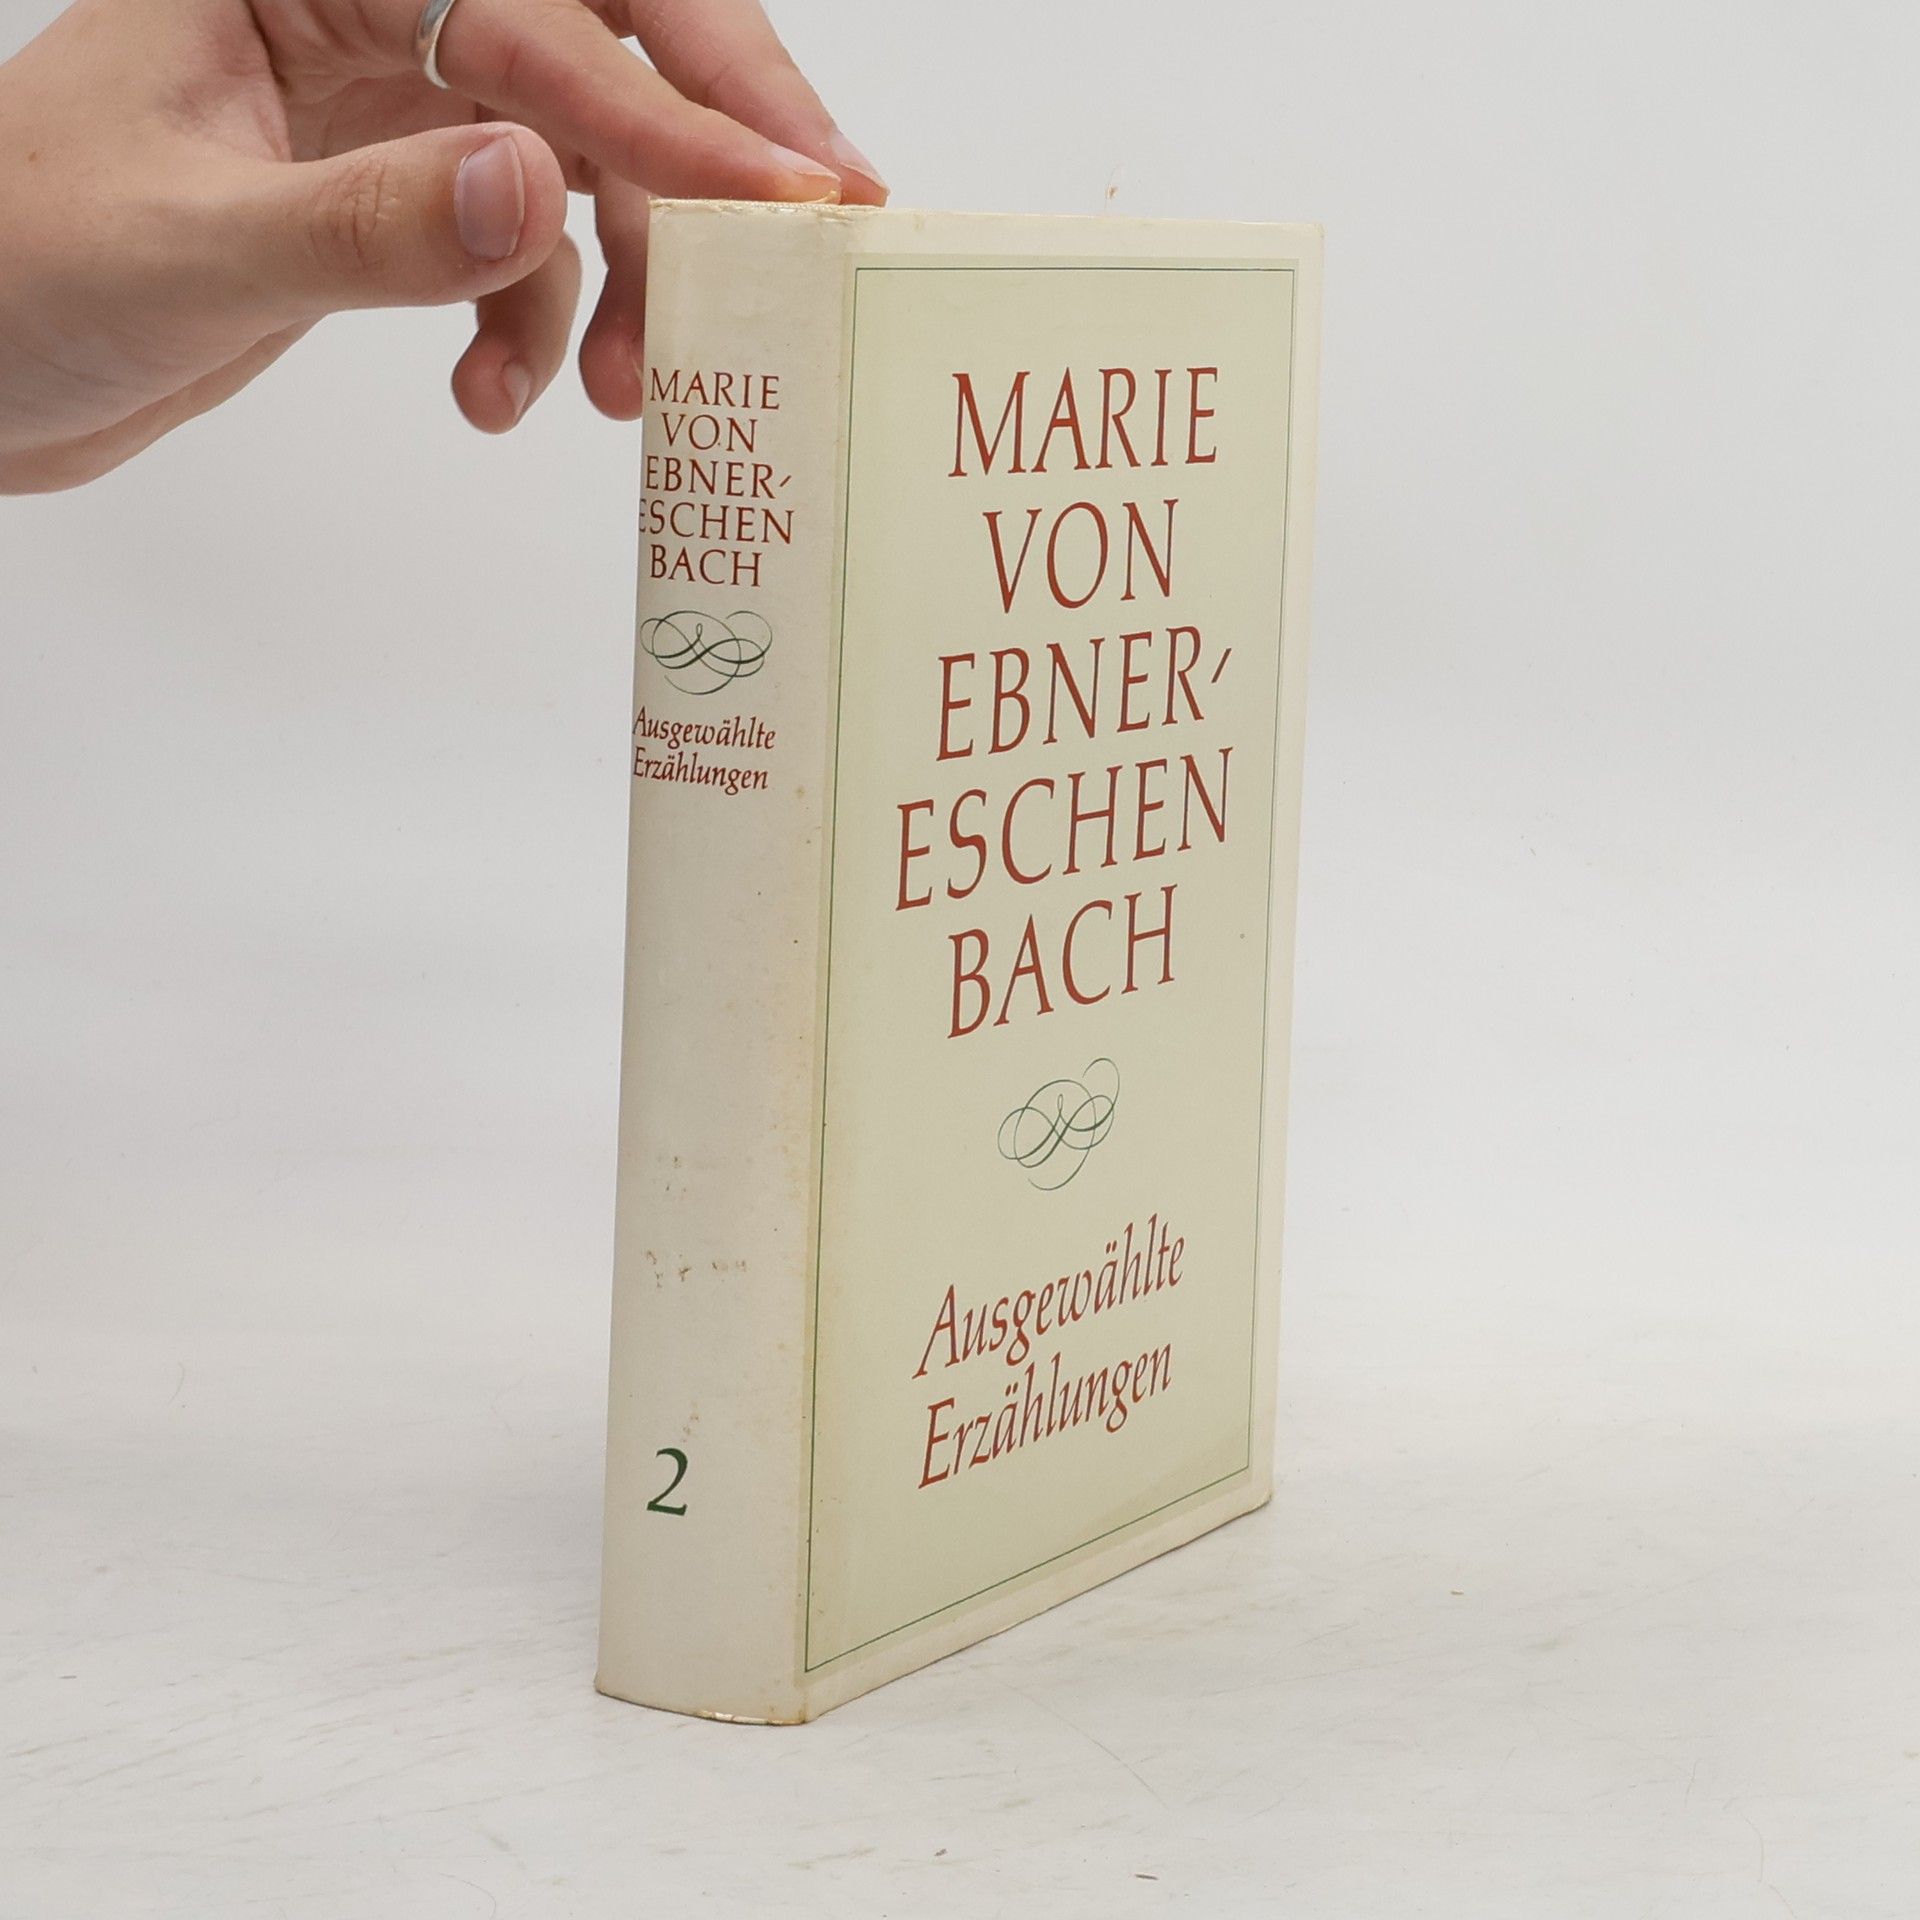 MARIE
VON
EBNER-
ESCHEN
BACH
Ausgewählte
Erzählungen
2
MARIE
VON
EBNER-
ESCHEN
BACH
Ausgewählte
Erzählungen